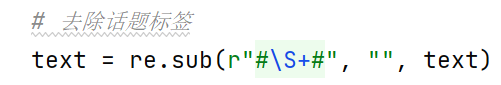 # 去除话题标签
text = re.sub(r"#\S+#", "", text)